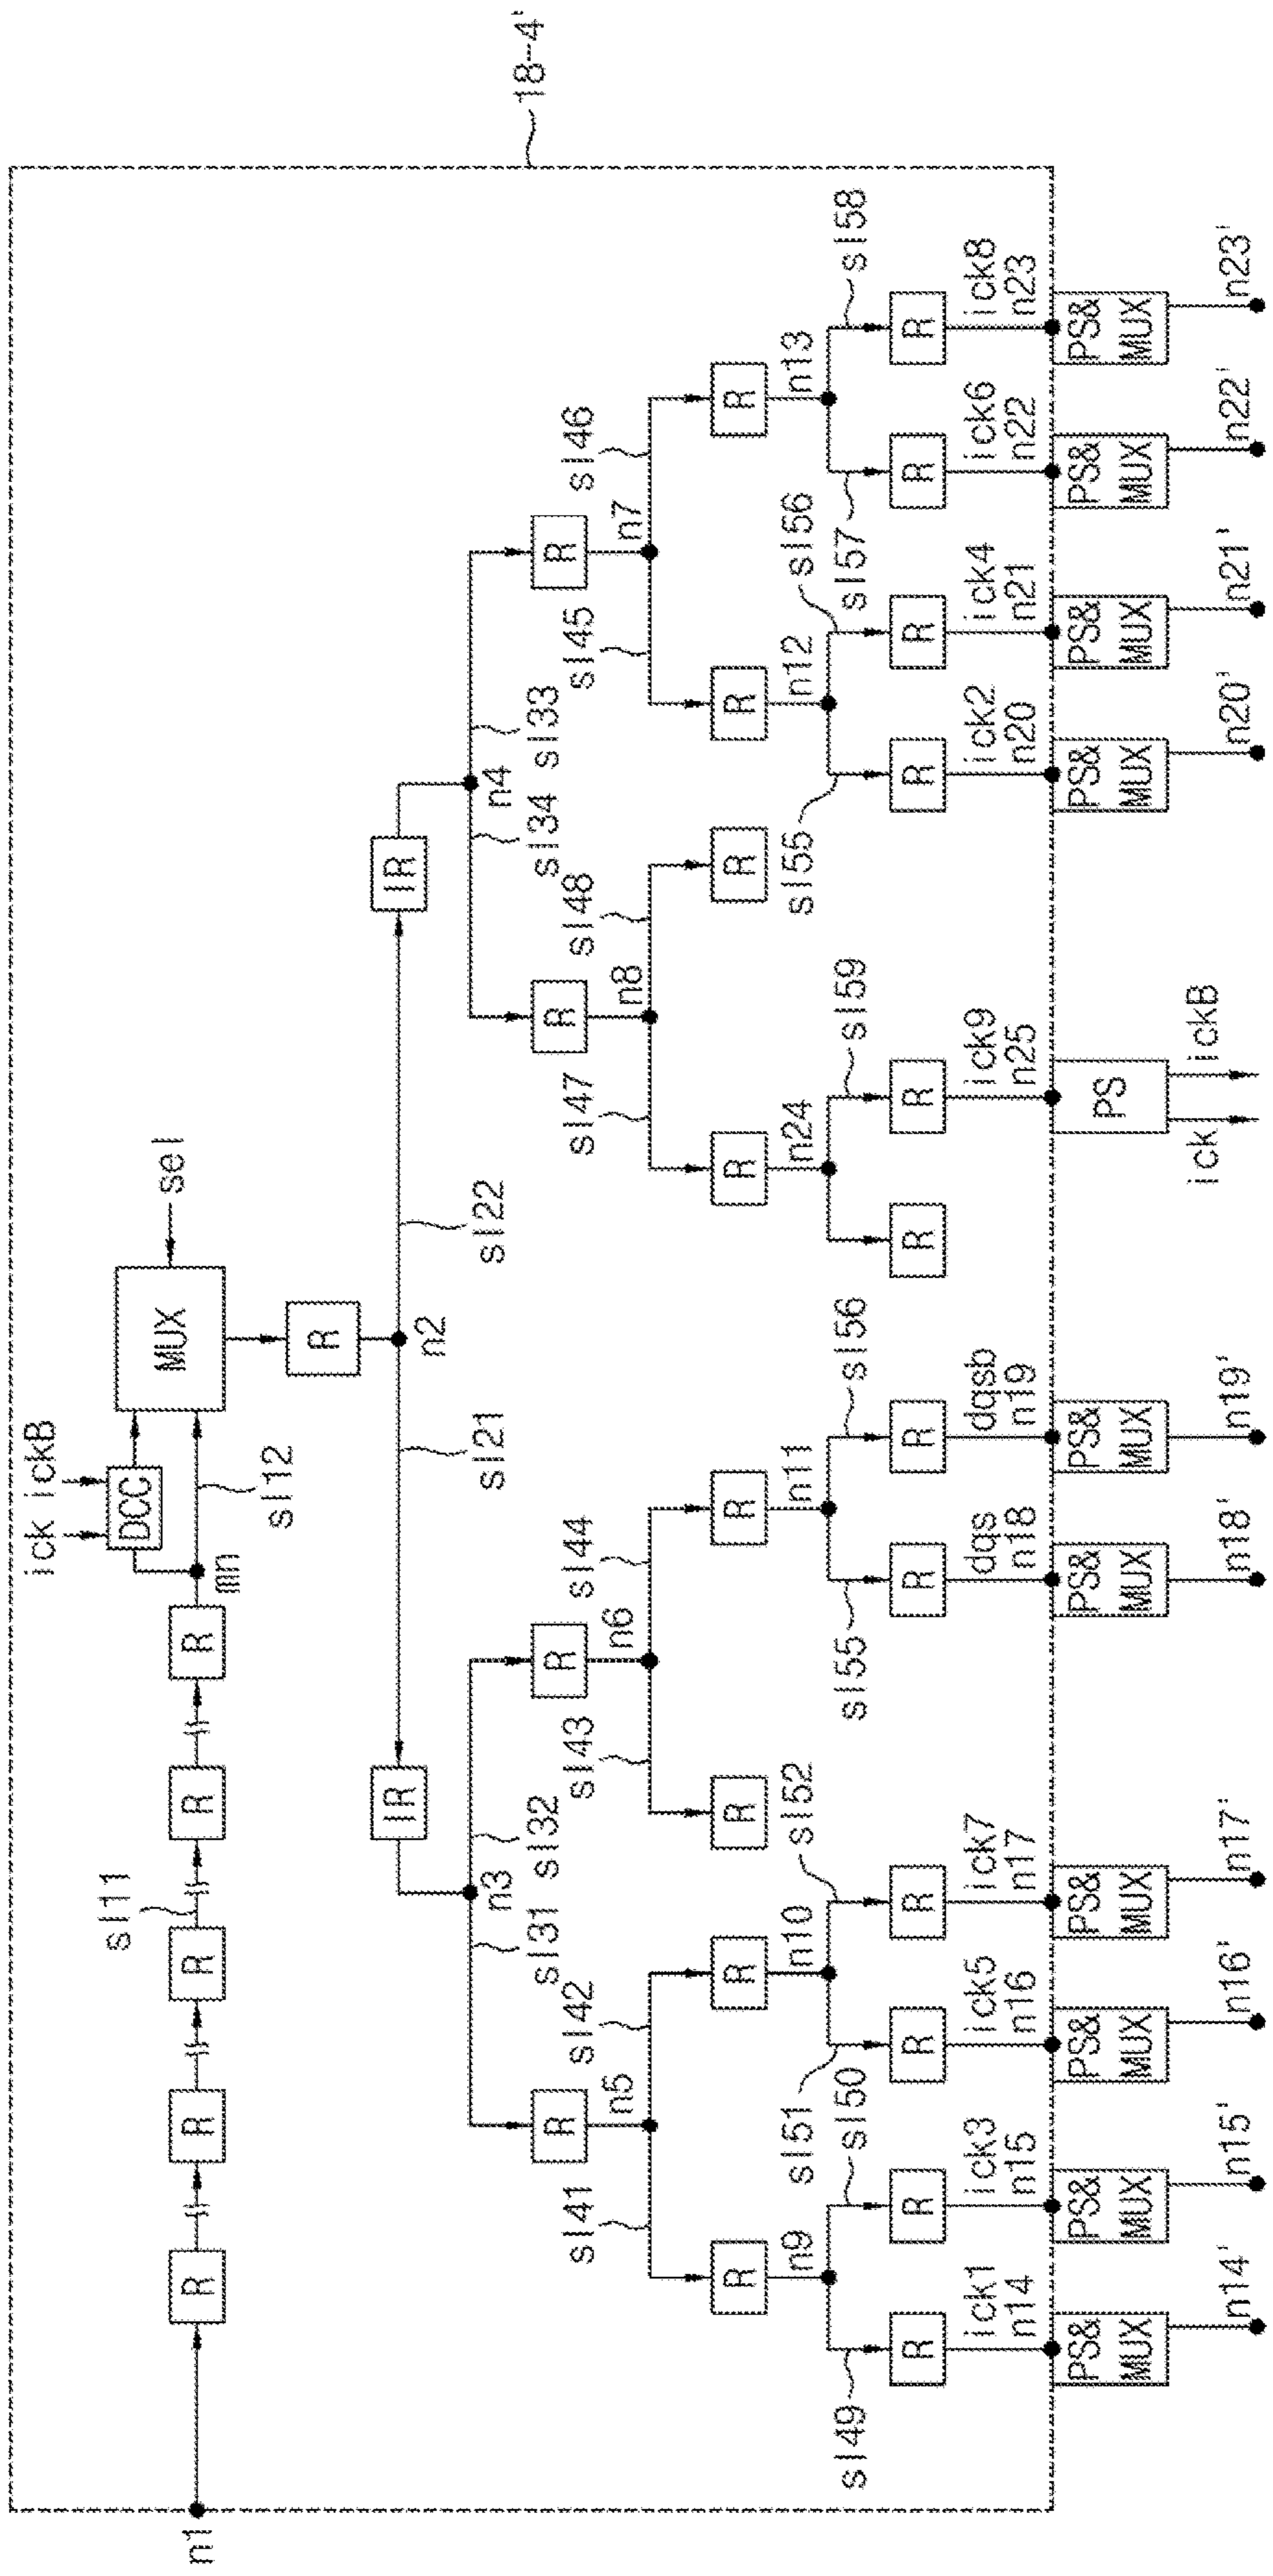 18-4'
ick ickB
DCC
sel
MUX
n1
R
R
R
R
R
sl11
mn
sl12
R
n2
sl21
sl22
IR
IR
n3
n4
sl31
sl32
sl34
sl33
R
R
R
R
n5
n6
n8
n7
sl41
sl42
sl43
sl44
sl47
sl48
sl45
sl46
R
R
R
R
R
R
R
R
n9
n10
n11
n24
n12
n13
sl49
sl50
sl51
sl52
sl55
sl56
sl59
sl55
sl56
sl57
sl58
R
R
R
R
R
R
R
R
R
R
R
R
ick1
n14
ick3
n15
ick5
n16
ick7
n17
dqs
n18
dqsb
n19
ick9
n25
ick2
n20
ick4
n21
ick6
n22
ick8
n23
PS&
MUX
PS&
MUX
PS&
MUX
PS&
MUX
PS&
MUX
PS&
MUX
PS
PS&
MUX
PS&
MUX
PS&
MUX
PS&
MUX
n14'
n15'
n16'
n17'
n18'
n19'
ick
ickB
n20'
n21'
n22'
n23'